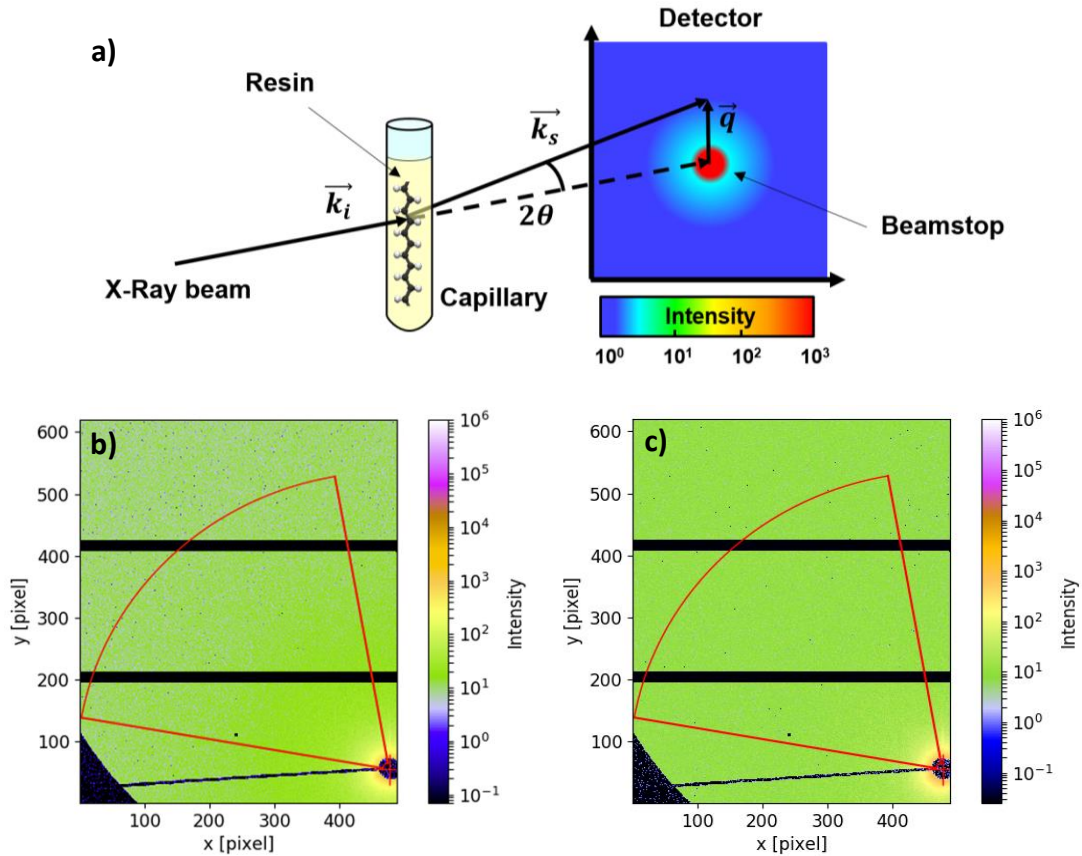 a)
Detector
Resin
k_s
q
k_i
2θ
Beamstop
X-Ray beam
Capillary
Intensity
10^0 10^1 10^2 10^3
b)
600
500
400
300
200
100
y [pixel]
100 200 300 400
x [pixel]
10^6
10^5
10^4
10^3
10^2
10^1
10^0
10^-1
Intensity
c)
600
500
400
300
200
100
y [pixel]
100 200 300 400
x [pixel]
10^6
10^5
10^4
10^3
10^2
10^1
10^0
10^-1
Intensity